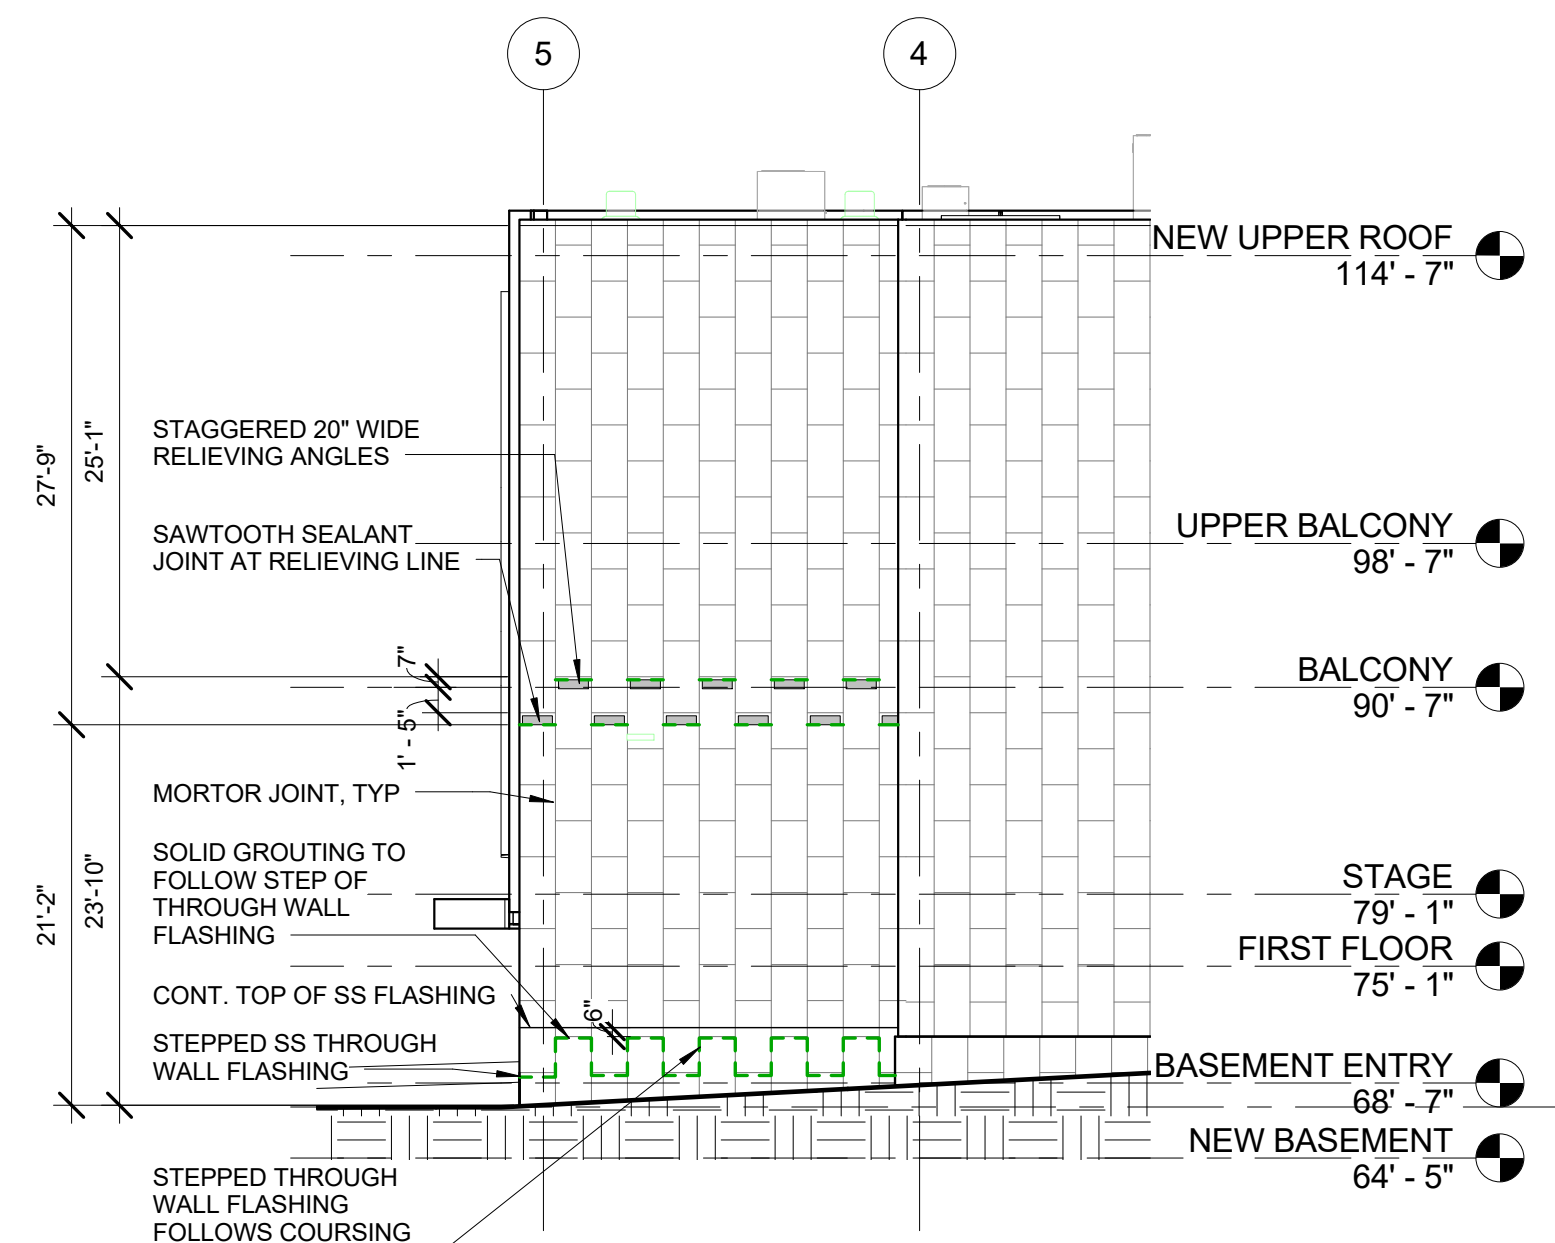 5
4
NEW UPPER ROOF
114' - 7"
27'-9"
25'-1"
STAGGERED 20" WIDE
RELIEVING ANGLES
SAWTOOTH SEALANT
JOINT AT RELIEVING LINE
UPPER BALCONY
98' - 7"
7"
1' - 5"
BALCONY
90' - 7"
MORTOR JOINT, TYP
21'-2"
23'-10"
SOLID GROUTING TO
FOLLOW STEP OF
THROUGH WALL
FLASHING
STAGE
79' - 1"
FIRST FLOOR
75' - 1"
CONT. TOP OF SS FLASHING
6"
STEPPED SS THROUGH
WALL FLASHING
BASEMENT ENTRY
68' - 7"
NEW BASEMENT
64' - 5"
STEPPED THROUGH
WALL FLASHING
FOLLOWS COURSING